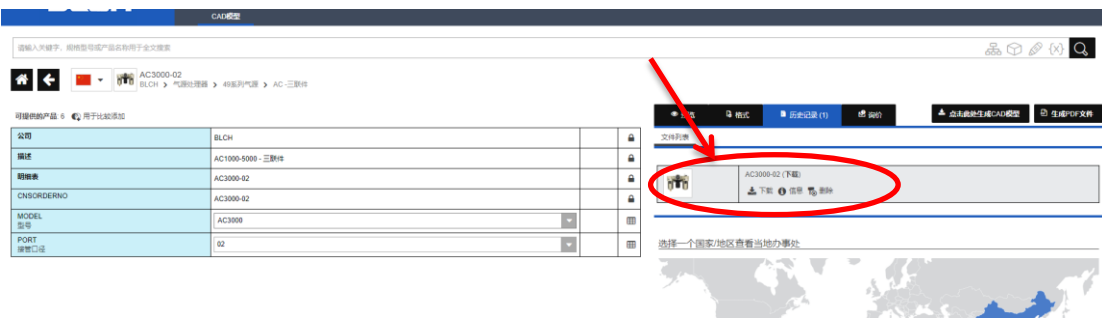 CAD模型
请输入关键字、规格型号或产品名称用于全文搜索
{x}
AC3000-02
BLCH > 气源处理器 > 49系列气源 > AC-三联件
可提供的产品 6 用于比较添加
格式
历史记录 (1)
询价
点击此处生成CAD模型
生成PDF文件
文件列表
公司 BLCH
描述 AC1000-5000 - 三联件
明细表 AC3000-02
CNSORDERNO AC3000-02
MODEL
型号
AC3000
PORT
接管口径
02
AC3000-02 (下载)
下载 信息 删除
选择一个国家/地区查看当地办事处